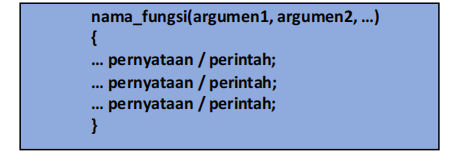 nama_fungsi(argumen1, argumen2, …)
{
… pernyataan / perintah;
… pernyataan / perintah;
… pernyataan / perintah;
}